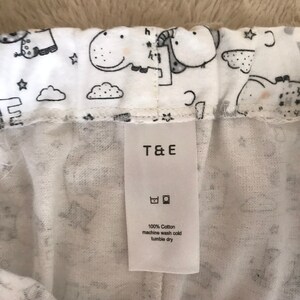 T & E
100% Cotton
machine wash cold
tumble dry